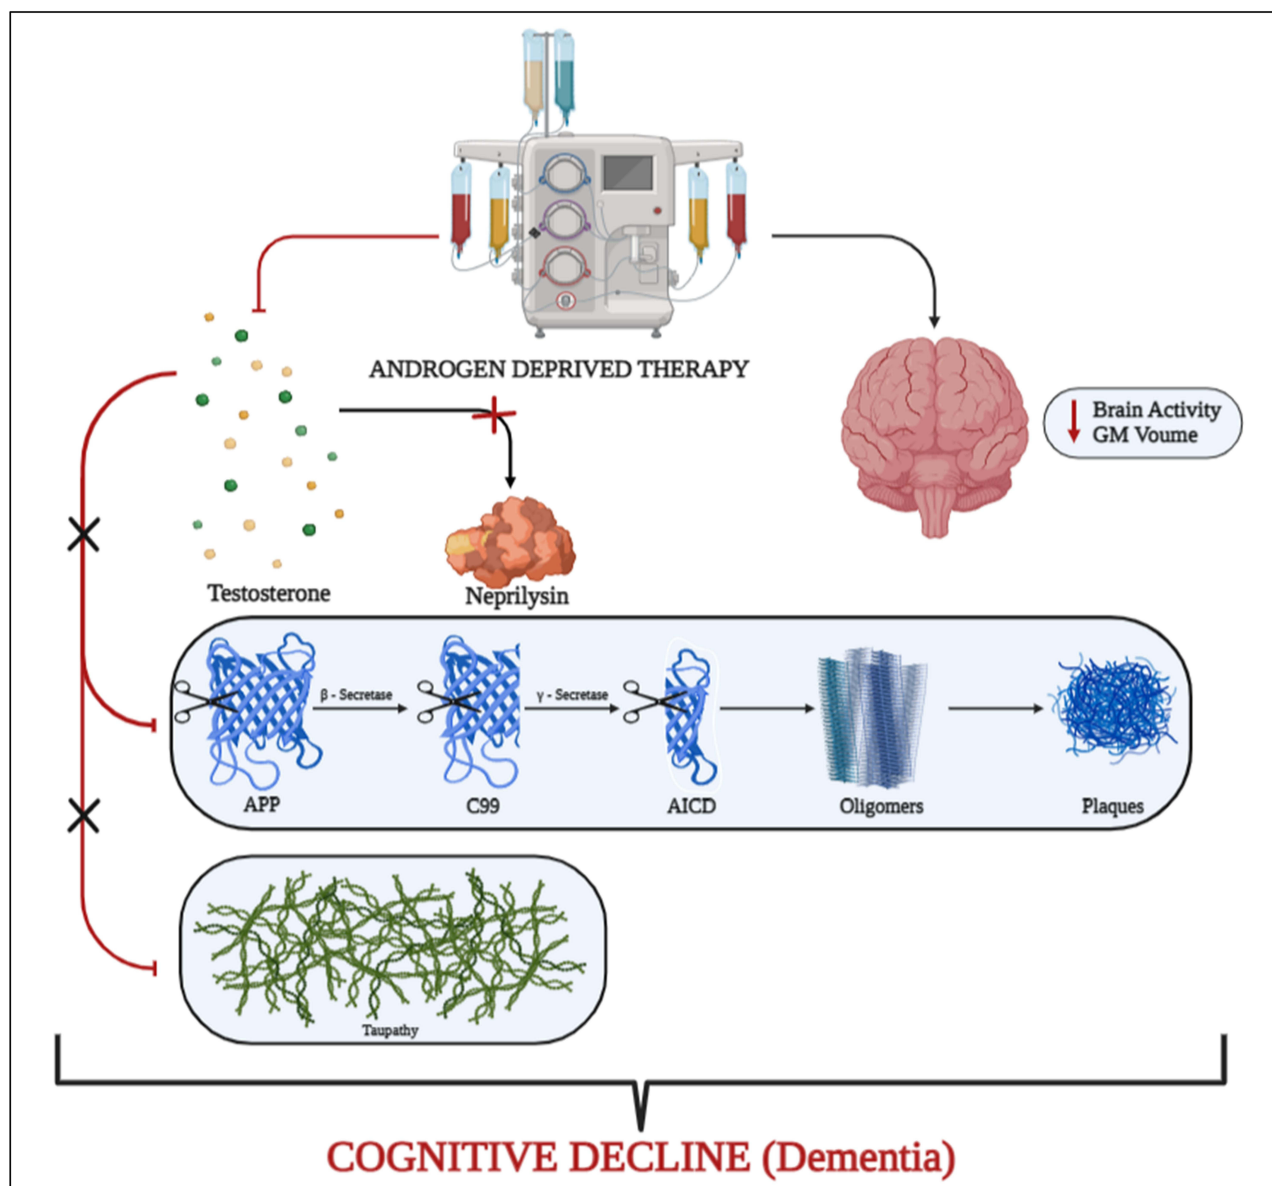 ANDROGEN DEPRIVED THERAPY
Brain Activity
GM Voume
Testosterone
Neprilysin
β - Secretase
γ - Secretase
APP
C99
AICD
Oligomers
Plaques
Taupathy
COGNITIVE DECLINE (Dementia)